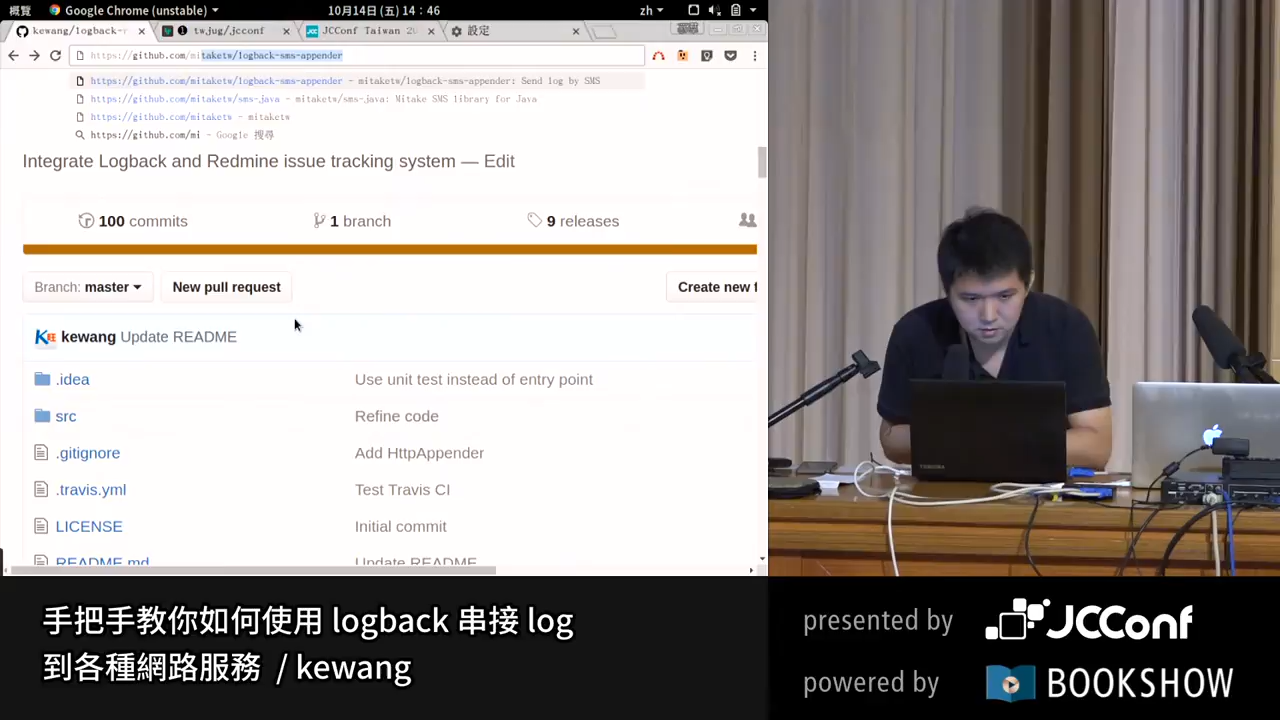 概覽 Google Chrome (unstable) 10月14日 (五) 14：46 zh
kewang/logback-r twjug/jcconf JCConf Taiwan 20 設定
https://github.com/mitaketw/logback-sms-appender
https://github.com/mitaketw/logback-sms-appender - mitaketw/logback-sms-appender: Send log by SMS
https://github.com/mitaketw/sms-java - mitaketw/sms-java: Mitake SMS library for Java
https://github.com/mitaketw - mitaketw
https://github.com/mi - Google 搜尋
Integrate Logback and Redmine issue tracking system — Edit
100 commits 1 branch 9 releases
Branch: master New pull request Create new f
kewang Update README
.idea Use unit test instead of entry point
src Refine code
.gitignore Add HttpAppender
.travis.yml Test Travis CI
LICENSE Initial commit
README.md Update README
TOSHIBA
手把手教你如何使用 logback 串接 log
到各種網路服務 / kewang
presented by JCConf
powered by BOOKSHOW